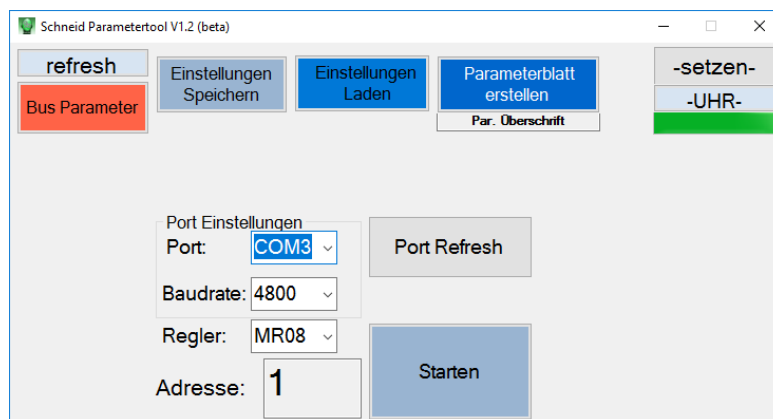 Schneid Parametertool V1.2 (beta)
refresh
Bus Parameter
Einstellungen
Speichern
Einstellungen
Laden
Parameterblatt
erstellen
Par. Überschrift
-setzen-
-UHR-
Port Einstellungen
Port: COM3
Port Refresh
Baudrate: 4800
Regler: MR08
Adresse: 1
Starten